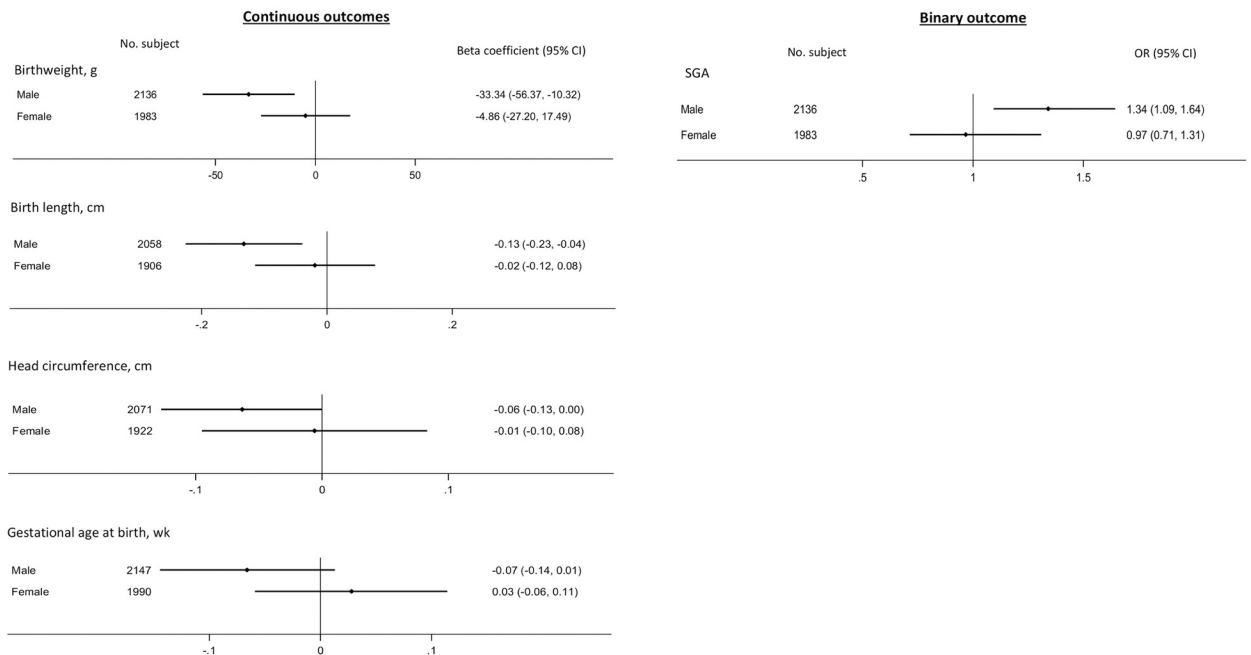 Continuous outcomes
No. subject
Beta coefficient (95% CI)
Birthweight, g
Male 2136 -33.34 (-56.37, -10.32)
Female 1983 -4.86 (-27.20, 17.49)
-50 0 50
Birth length, cm
Male 2058 -0.13 (-0.23, -0.04)
Female 1906 -0.02 (-0.12, 0.08)
-.2 0 .2
Head circumference, cm
Male 2071 -0.06 (-0.13, 0.00)
Female 1922 -0.01 (-0.10, 0.08)
-.1 0 .1
Gestational age at birth, wk
Male 2147 -0.07 (-0.14, 0.01)
Female 1990 0.03 (-0.06, 0.11)
-.1 0 .1
Binary outcome
No. subject OR (95% CI)
SGA
Male 2136 1.34 (1.09, 1.64)
Female 1983 0.97 (0.71, 1.31)
.5 1 1.5